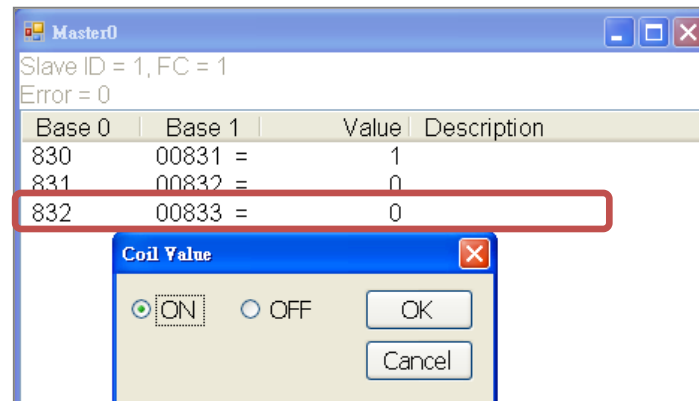 Master0
Slave ID = 1, FC = 1
Error = 0
Base 0 Base 1 Value Description
830 00831 = 1
831 00832 = 0
832 00833 = 0
Coil Value
ON OFF OK
Cancel